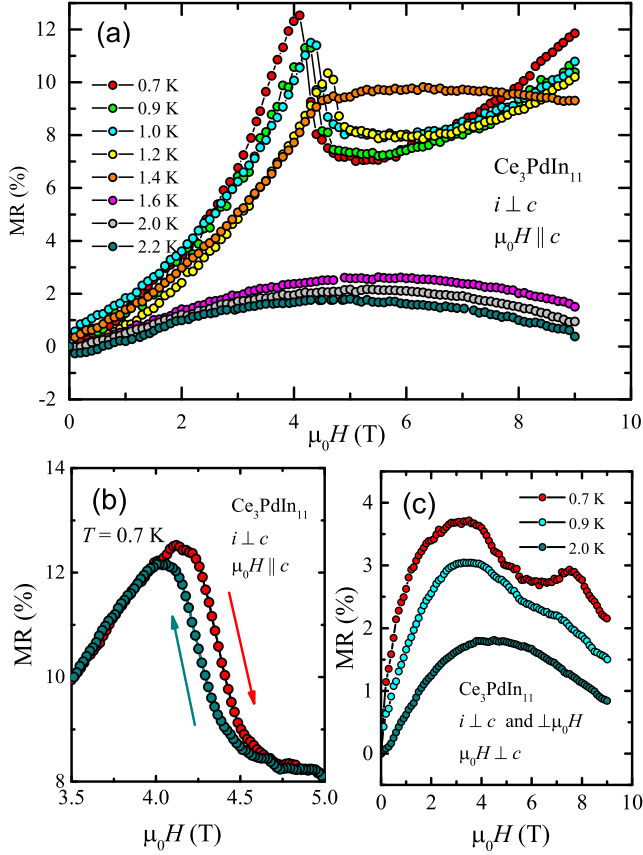 (a)
12
10
8
6
4
2
0
-2
MR (%)
0.7 K
0.9 K
1.0 K
1.2 K
1.4 K
1.6 K
2.0 K
2.2 K
Ce₃PdIn₁₁
i ⊥ c
μ₀H ∥ c
0 2 4 6 8 10
μ₀H (T)
(b)
14
12
10
8
MR (%)
T = 0.7 K
Ce₃PdIn₁₁
i ⊥ c
μ₀H ∥ c
3.5 4.0 4.5 5.0
μ₀H (T)
(c)
4
3
2
1
0
MR (%)
0.7 K
0.9 K
2.0 K
Ce₃PdIn₁₁
i ⊥ c and ⊥μ₀H
μ₀H ⊥ c
0 2 4 6 8 10
μ₀H (T)